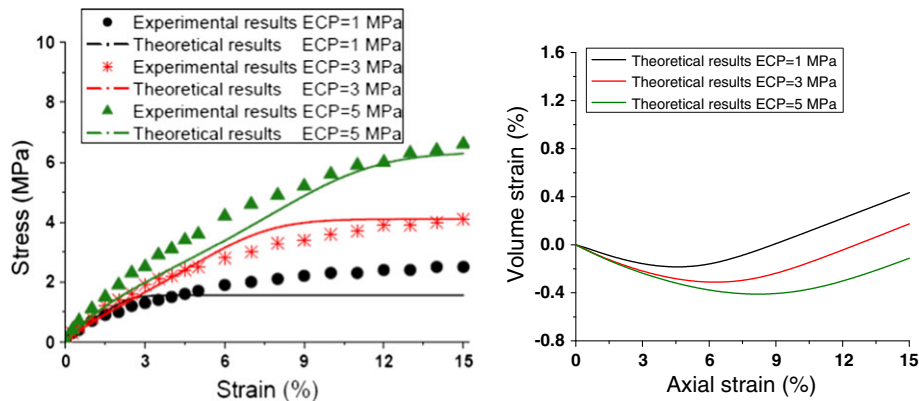 Experimental results ECP=1 MPa
Theoretical results ECP=1 MPa
Experimental results ECP=3 MPa
Theoretical results ECP=3 MPa
Experimental results ECP=5 MPa
Theoretical results ECP=5 MPa
10
8
6
4
2
0
Stress (MPa)
0
3
6
9
12
15
Strain (%)
Theoretical results ECP=1 MPa
Theoretical results ECP=3 MPa
Theoretical results ECP=5 MPa
1.6
1.2
0.8
0.4
0.0
-0.4
-0.8
Volume strain (%)
0
3
6
9
12
15
Axial strain (%)